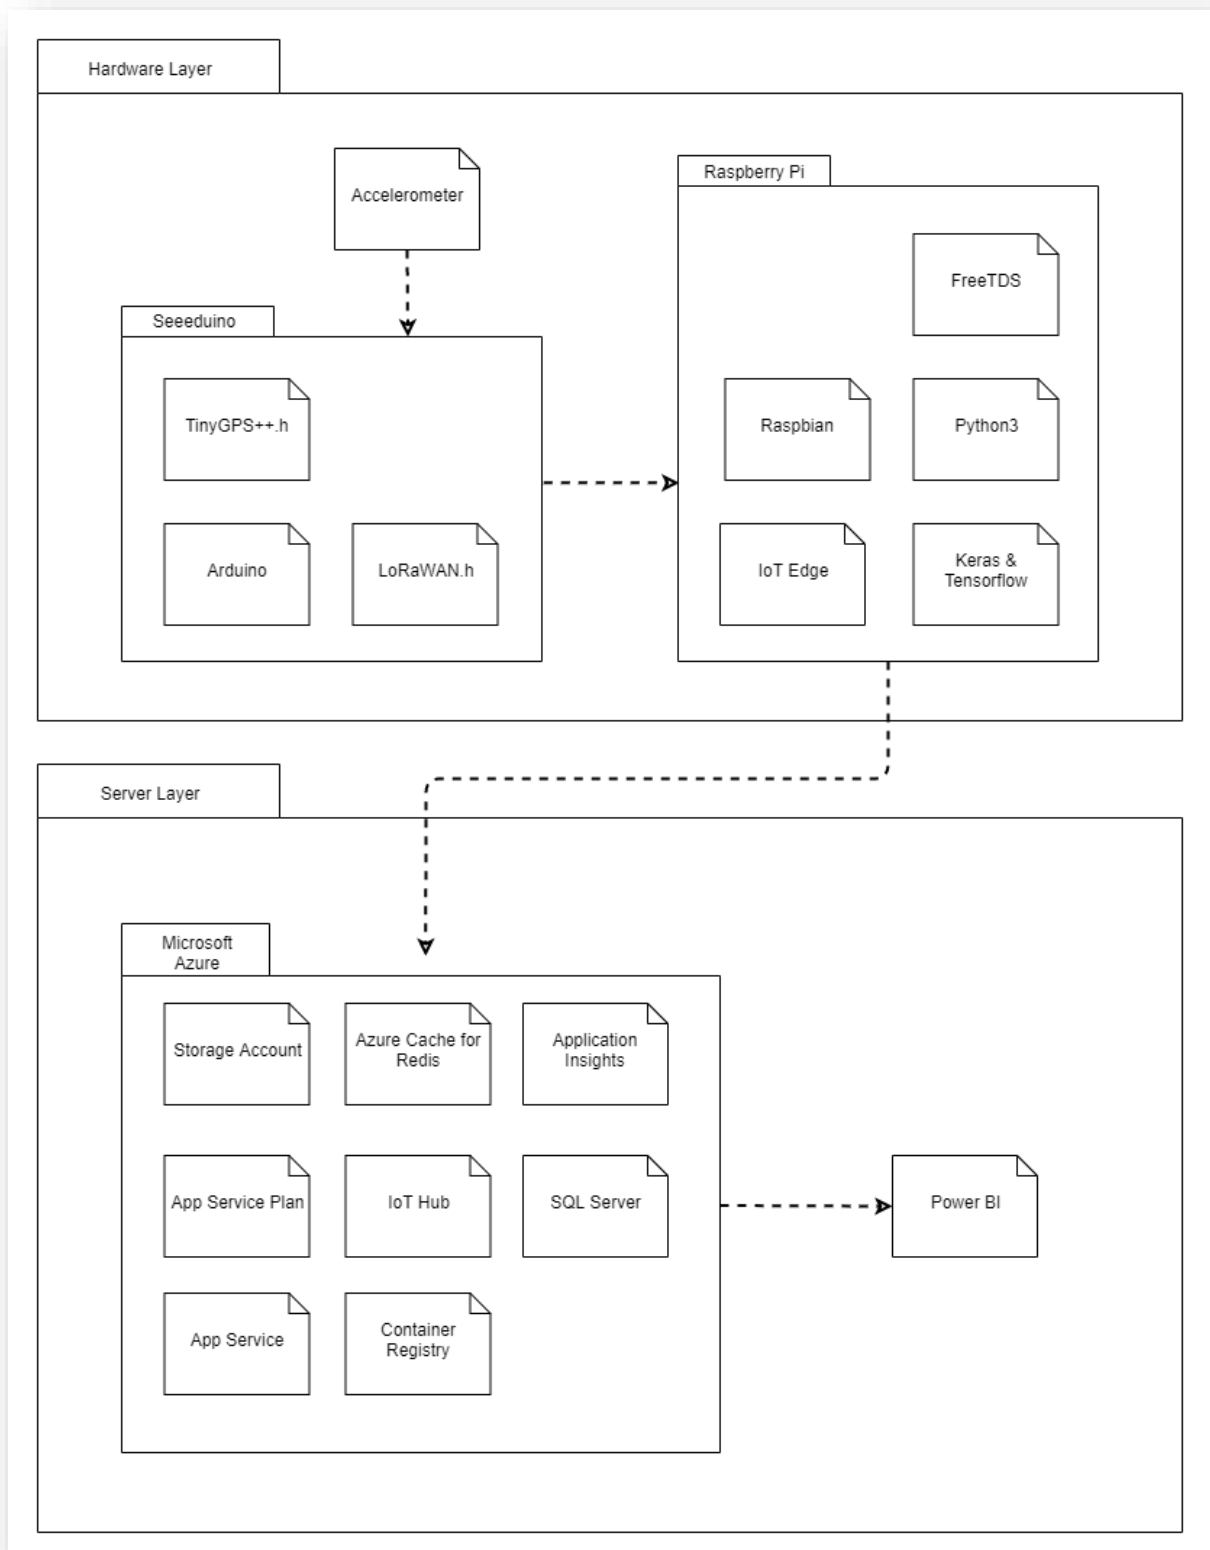 Hardware Layer
Accelerometer
Raspberry Pi
FreeTDS
Seeeduino
TinyGPS++.h
Raspbian
Python3
Arduino
LoRaWAN.h
IoT Edge
Keras &
Tensorflow
Server Layer
Microsoft
Azure
Storage Account
Azure Cache for
Redis
Application
Insights
App Service Plan
IoT Hub
SQL Server
Power BI
App Service
Container
Registry